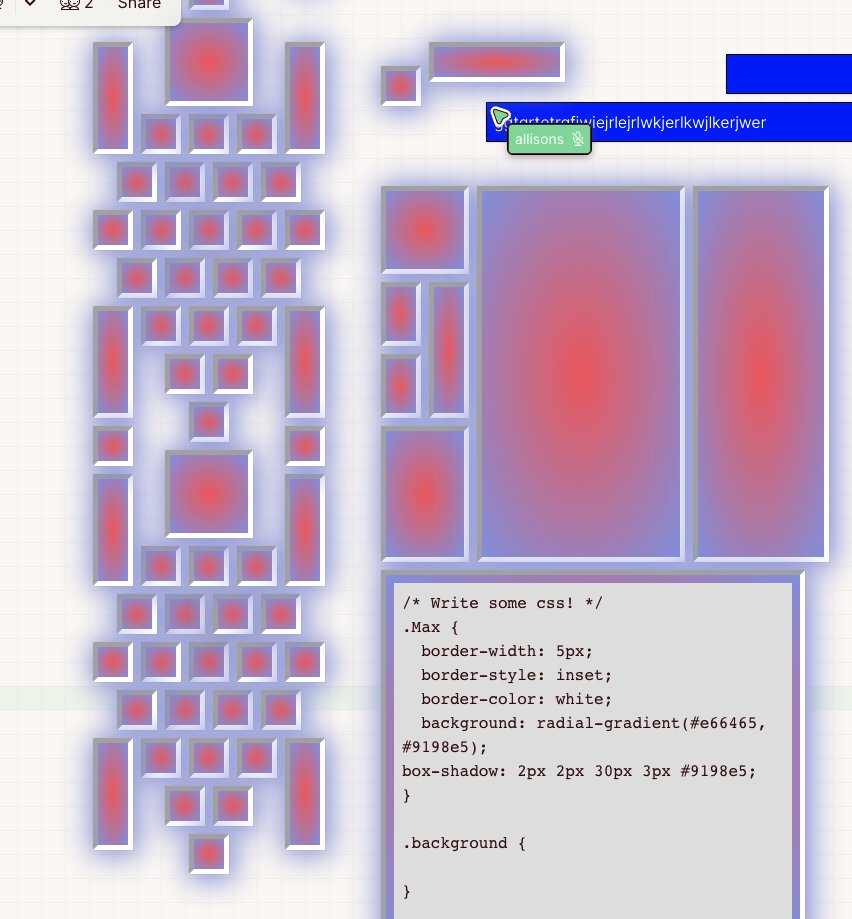 2 Share
allisons
/* Write some css! */
.Max {
border-width: 5px;
border-style: inset;
border-color: white;
background: radial-gradient(#e66465,
#9198e5);
box-shadow: 2px 2px 30px 3px #9198e5;
}
.background {
}